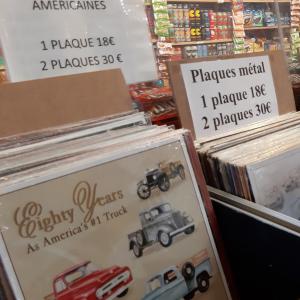 AMÉRICAINES
1 PLAQUE 18€
2 PLAQUES 30 €
Plaques métal
1 plaque 18€
2 plaques 30€
Eighty Years
As America's #1 Truck